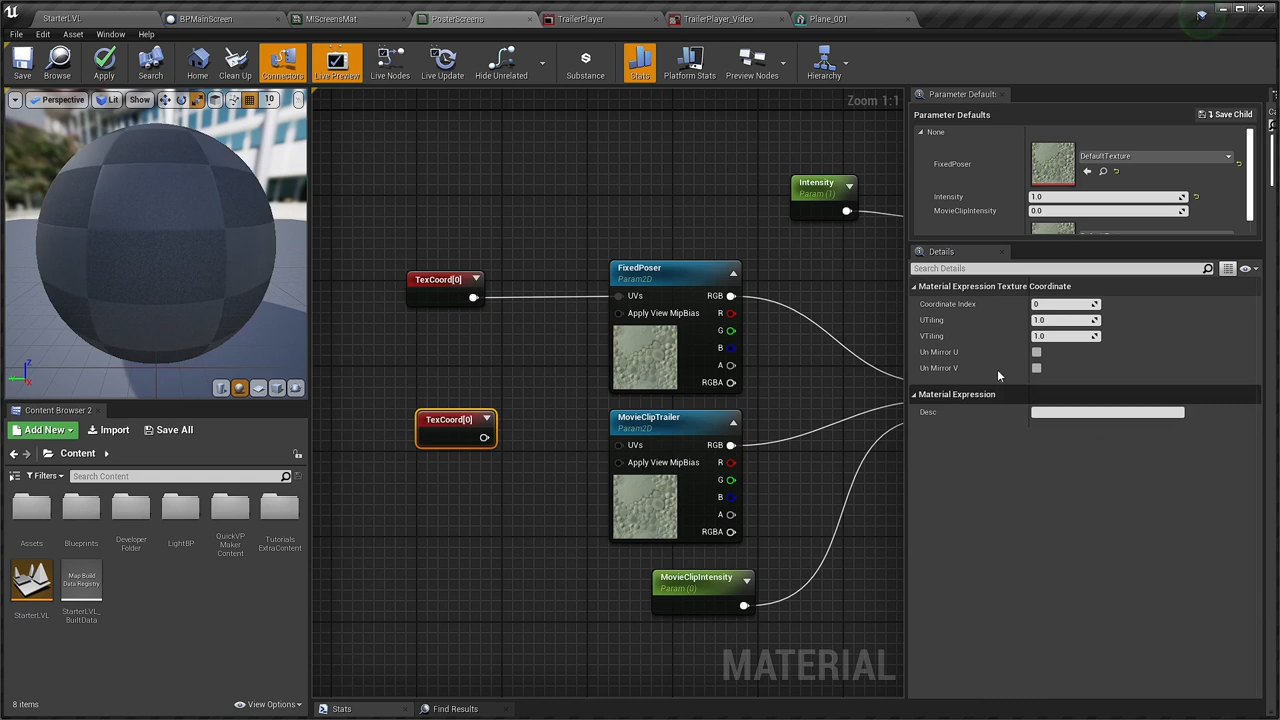 StarterLVL
BPMainScreen
MIScreensMat
PosterScreens
TrailerPlayer
TrailerPlayer_Video
Plane_001
File
Edit
Asset
Window
Help
Save
Browse
Apply
Search
Home
Clean Up
Connectors
Live Preview
Live Nodes
Live Update
Hide Unrelated
Substance
Stats
Platform Stats
Preview Nodes
Hierarchy
Perspective
Lit
Show
10
Zoom 1:1
Parameter Defaults
Parameter Defaults
Save Child
None
FixedPoser
DefaultTexture
Intensity
1.0
MovieClipIntensity
0.0
Intensity
Param (1)
TexCoord[0]
FixedPoser
Param2D
UVs
RGB
Apply View MipBias
R
G
B
A
RGBA
TexCoord[0]
MovieClipTrailer
Param2D
UVs
RGB
Apply View MipBias
R
G
B
A
RGBA
MovieClipIntensity
Param (0)
MATERIAL
Details
Search Details
Material Expression Texture Coordinate
Coordinate Index
0
UTiling
1.0
VTiling
1.0
Un Mirror U
Un Mirror V
Material Expression
Desc
Content Browser 2
Add New
Import
Save All
Content
Filters
Search Content
Assets
Blueprints
Developer
Folder
LightBP
QuickVP
Maker
Content
Tutorials
ExtraContent
Map Build
Data Registry
StarterLVL
StarterLVL_
BuiltData
8 items
View Options
Stats
Find Results